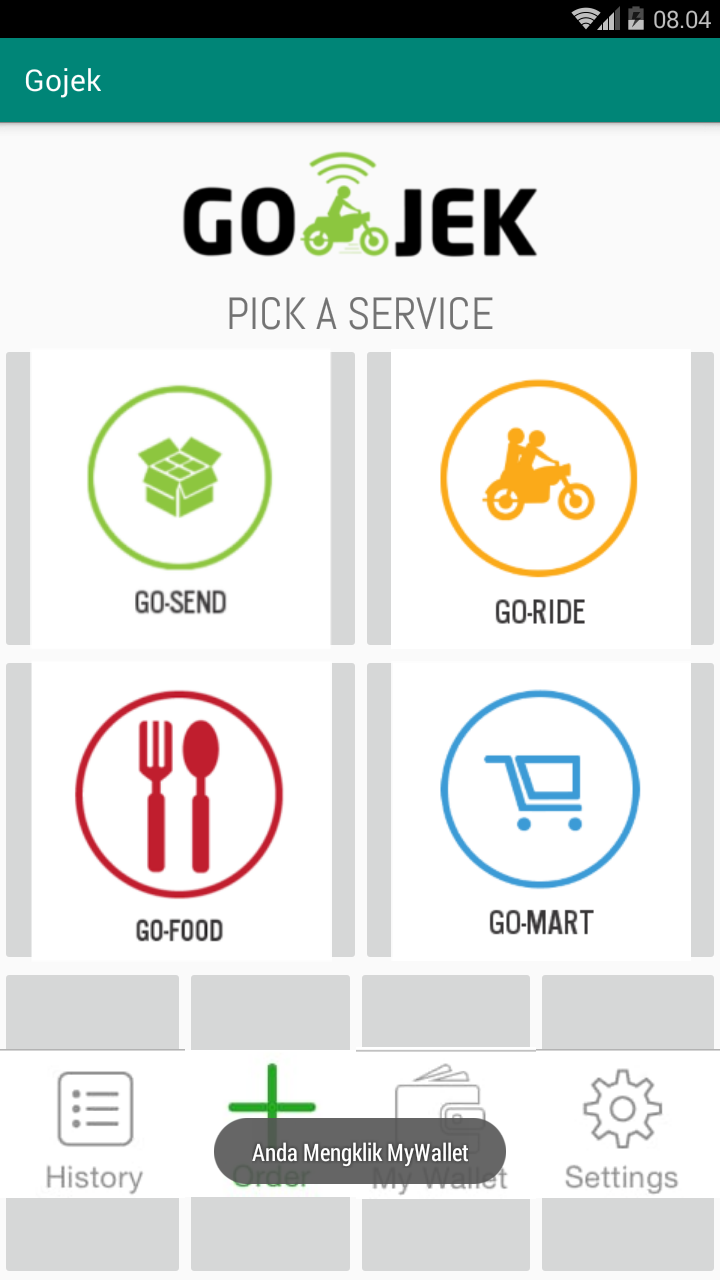 08.04
Gojek
GO JEK
PICK A SERVICE
GO-SEND
GO-RIDE
GO-FOOD
GO-MART
History
Order
My Wallet
Settings
Anda Mengklik MyWallet